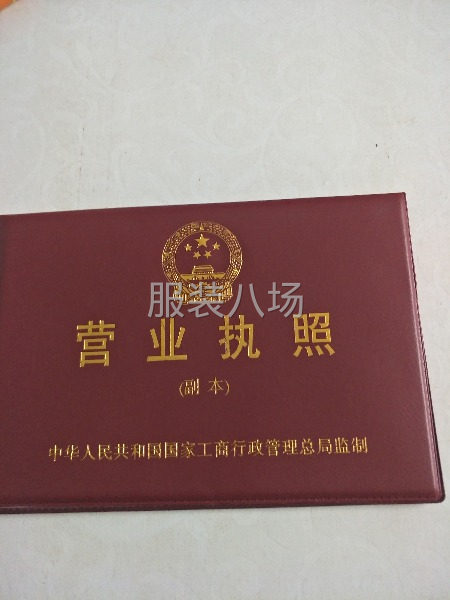 服装八场
营业执照
(副本)
中华人民共和国国家工商行政管理总局监制